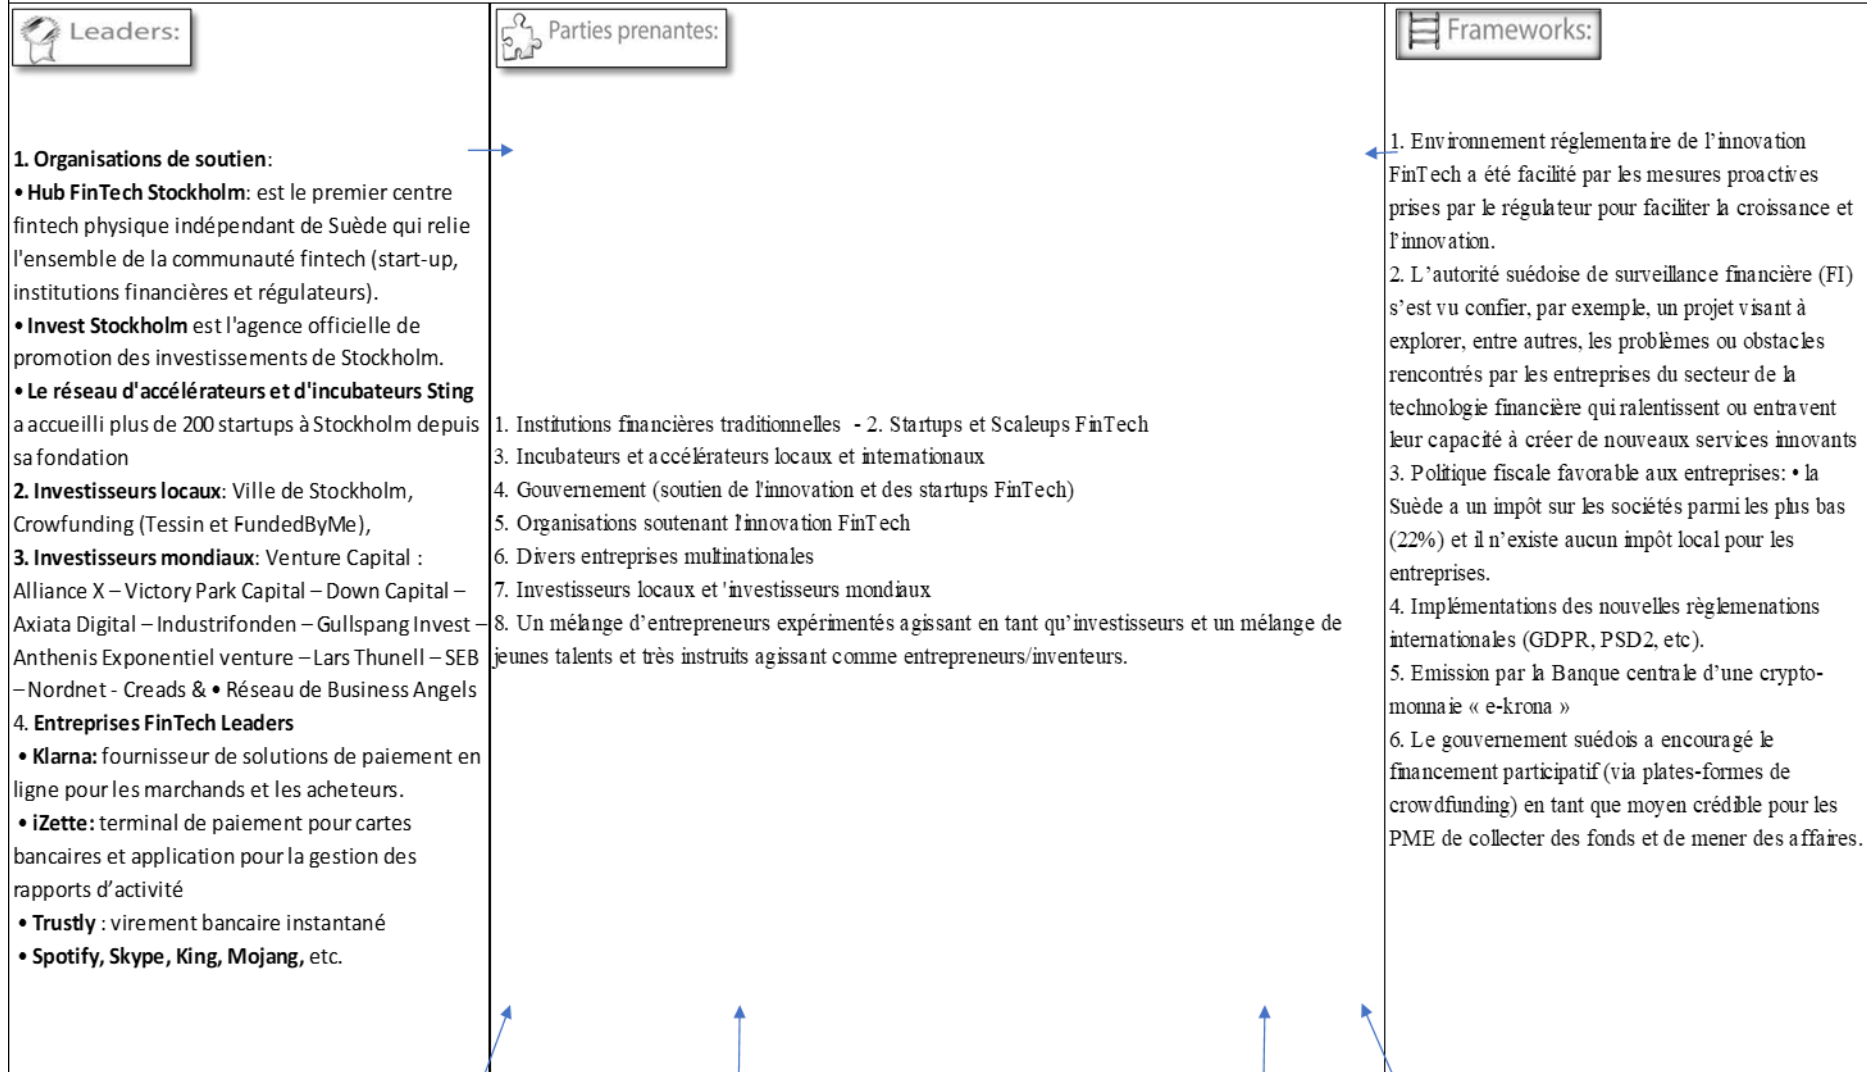 Leaders:
1. Organisations de soutien:
• Hub FinTech Stockholm: est le premier centre
fintech physique indépendant de Suède qui relie
l'ensemble de la communauté fintech (start-up,
institutions financières et régulateurs).
• Invest Stockholm est l'agence officielle de
promotion des investissements de Stockholm.
• Le réseau d'accélérateurs et d'incubateurs Sting
a accueilli plus de 200 startups à Stockholm depuis
sa fondation
2. Investisseurs locaux: Ville de Stockholm,
Crowfunding (Tessin et FundedByMe),
3. Investisseurs mondiaux: Venture Capital :
Alliance X – Victory Park Capital – Down Capital –
Axiata Digital – Industrifonden – Gullspang Invest –
Anthenis Exponentiel venture – Lars Thunell – SEB
– Nordnet - Creads & • Réseau de Business Angels
4. Entreprises FinTech Leaders
• Klarna: fournisseur de solutions de paiement en
ligne pour les marchands et les acheteurs.
• iZette: terminal de paiement pour cartes
bancaires et application pour la gestion des
rapports d’activité
• Trustly : virement bancaire instantané
• Spotify, Skype, King, Mojang, etc.
Parties prenantes:
1. Institutions financières traditionnelles - 2. Startups et Scaleups FinTech
3. Incubateurs et accélérateurs locaux et internationaux
4. Gouvernement (soutien de l'innovation et des startups FinTech)
5. Organisations soutenant l'innovation FinTech
6. Divers entreprises multinationales
7. Investisseurs locaux et 'investisseurs mondiaux
8. Un mélange d’entrepreneurs expérimentés agissant en tant qu’investisseurs et un mélange de
jeunes talents et très instruits agissant comme entrepreneurs/inventeurs.
Frameworks:
1. Environnement réglementaire de l’innovation
FinTech a été facilité par les mesures proactives
prises par le régulateur pour faciliter la croissance et
l’innovation.
2. L’autorité suédoise de surveillance financière (FI)
s’est vu confier, par exemple, un projet visant à
explorer, entre autres, les problèmes ou obstacles
rencontrés par les entreprises du secteur de la
technologie financière qui ralentissent ou entravent
leur capacité à créer de nouveaux services innovants
3. Politique fiscale favorable aux entreprises: • la
Suède a un impôt sur les sociétés parmi les plus bas
(22%) et il n’existe aucun impôt local pour les
entreprises.
4. Implémentations des nouvelles règlemenations
internationales (GDPR, PSD2, etc).
5. Emission par la Banque centrale d’une crypto-
monnaie « e-krona »
6. Le gouvernement suédois a encouragé le
financement participatif (via plates-formes de
crowdfunding) en tant que moyen crédible pour les
PME de collecter des fonds et de mener des affaires.